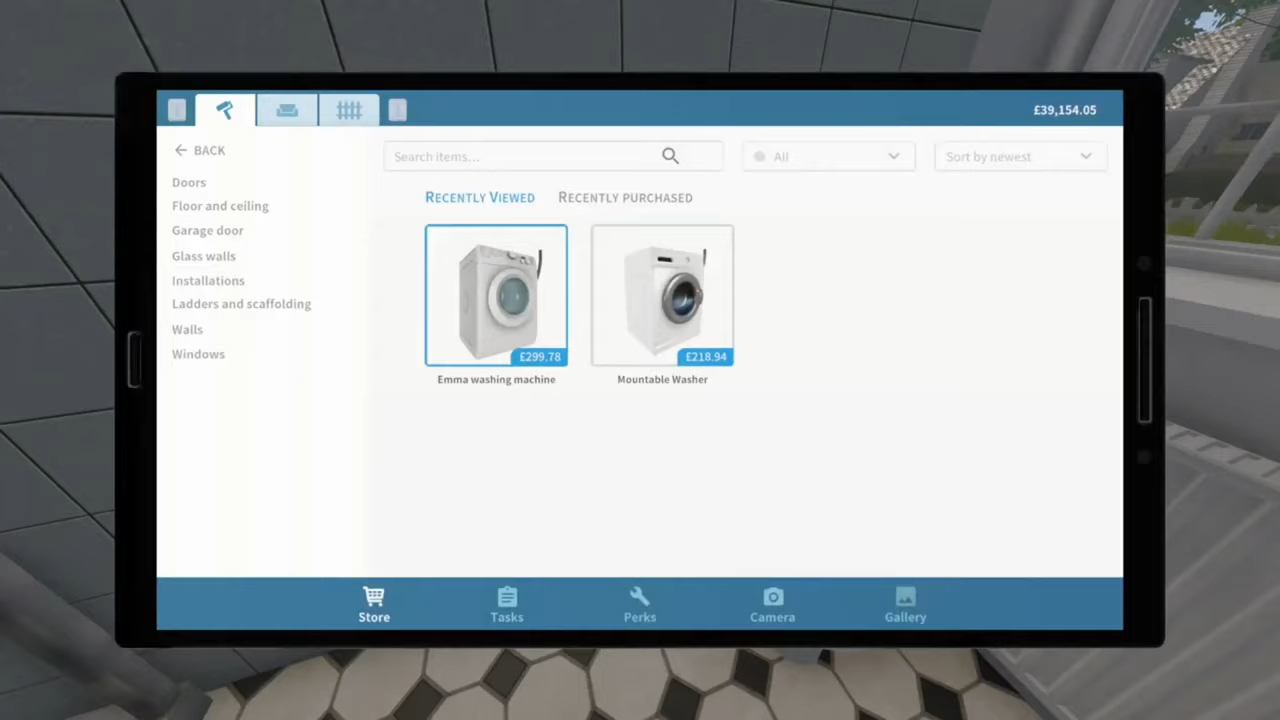 £39,154.05
BACK
Doors
Floor and ceiling
Garage door
Glass walls
Installations
Ladders and scaffolding
Walls
Windows
Search items...
All
Sort by newest
RECENTLY VIEWED
RECENTLY PURCHASED
£299.78
Emma washing machine
£218.94
Mountable Washer
Store
Tasks
Perks
Camera
Gallery